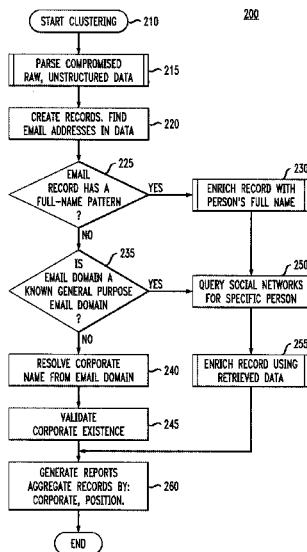 200
START CLUSTERING
210
PARSE COMPROMISED
RAW, UNSTRUCTURED DATA
215
CREATE RECORDS. FIND
EMAIL ADDRESSES IN DATA
220
EMAIL
RECORD HAS A
FULL-NAME PATTERN
?
225
YES
NO
ENRICH RECORD WITH
PERSON'S FULL NAME
230
IS
EMAIL DOMAIN A
KNOWN GENERAL PURPOSE
EMAIL DOMAIN
?
235
YES
NO
QUERY SOCIAL NETWORKS
FOR SPECIFIC PERSON
250
RESOLVE CORPORATE
NAME FROM EMAIL DOMAIN
240
ENRICH RECORD USING
RETRIEVED DATA
255
VALIDATE
CORPORATE EXISTENCE
245
GENERATE REPORTS
AGGREGATE RECORDS BY:
CORPORATE, POSITION.
260
END